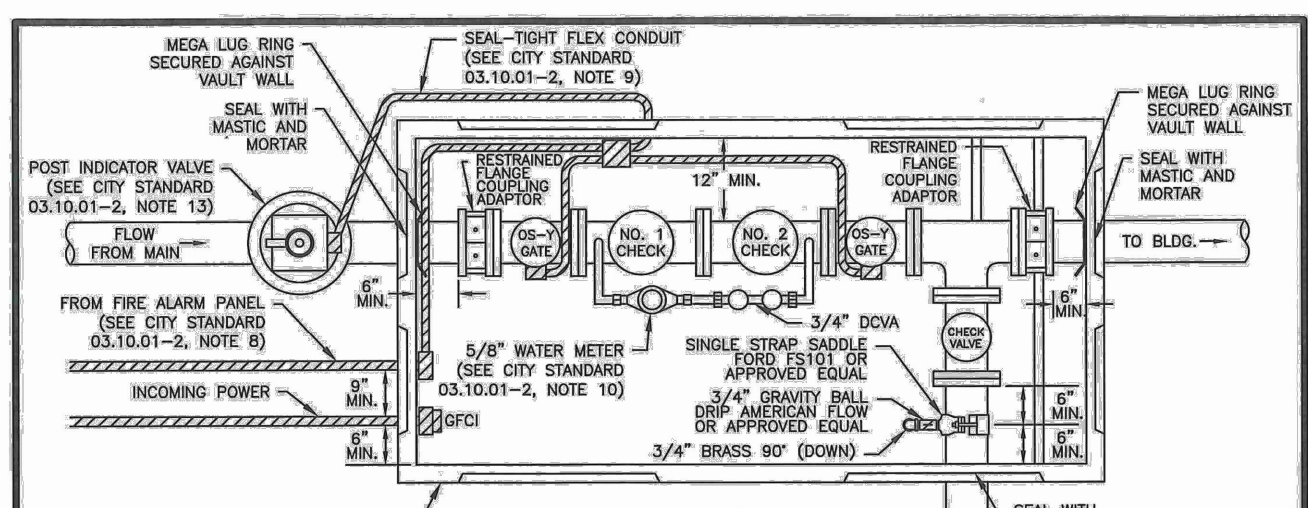 MEGA LUG RING
SECURED AGAINST
VAULT WALL
SEAL-TIGHT FLEX CONDUIT
(SEE CITY STANDARD
03.10.01-2, NOTE 9)
MEGA LUG RING
SECURED AGAINST
VAULT WALL
SEAL WITH
MASTIC AND
MORTAR
POST INDICATOR VALVE
(SEE CITY STANDARD
03.10.01-2, NOTE 13)
RESTRAINED
FLANGE
COUPLING
ADAPTOR
12" MIN.
RESTRAINED
FLANGE
COUPLING
ADAPTOR
SEAL WITH
MASTIC AND
MORTAR
FLOW
FROM MAIN
OS-Y
GATE
NO. 1
CHECK
NO. 2
CHECK
OS-Y
GATE
TO BLDG.
6"
MIN.
6"
MIN.
FROM FIRE ALARM PANEL
(SEE CITY STANDARD
03.10.01-2, NOTE 8)
3/4" DCVA
CHECK
VALVE
5/8" WATER METER
(SEE CITY STANDARD
03.10.01-2, NOTE 10)
SINGLE STRAP SADDLE
FORD FS101 OR
APPROVED EQUAL
INCOMING POWER
9"
MIN.
3/4" GRAVITY BALL
DRIP AMERICAN FLOW
OR APPROVED EQUAL
6"
MIN.
GFCI
6"
MIN.
3/4" BRASS 90° (DOWN)
6"
MIN.
SEAL WITH